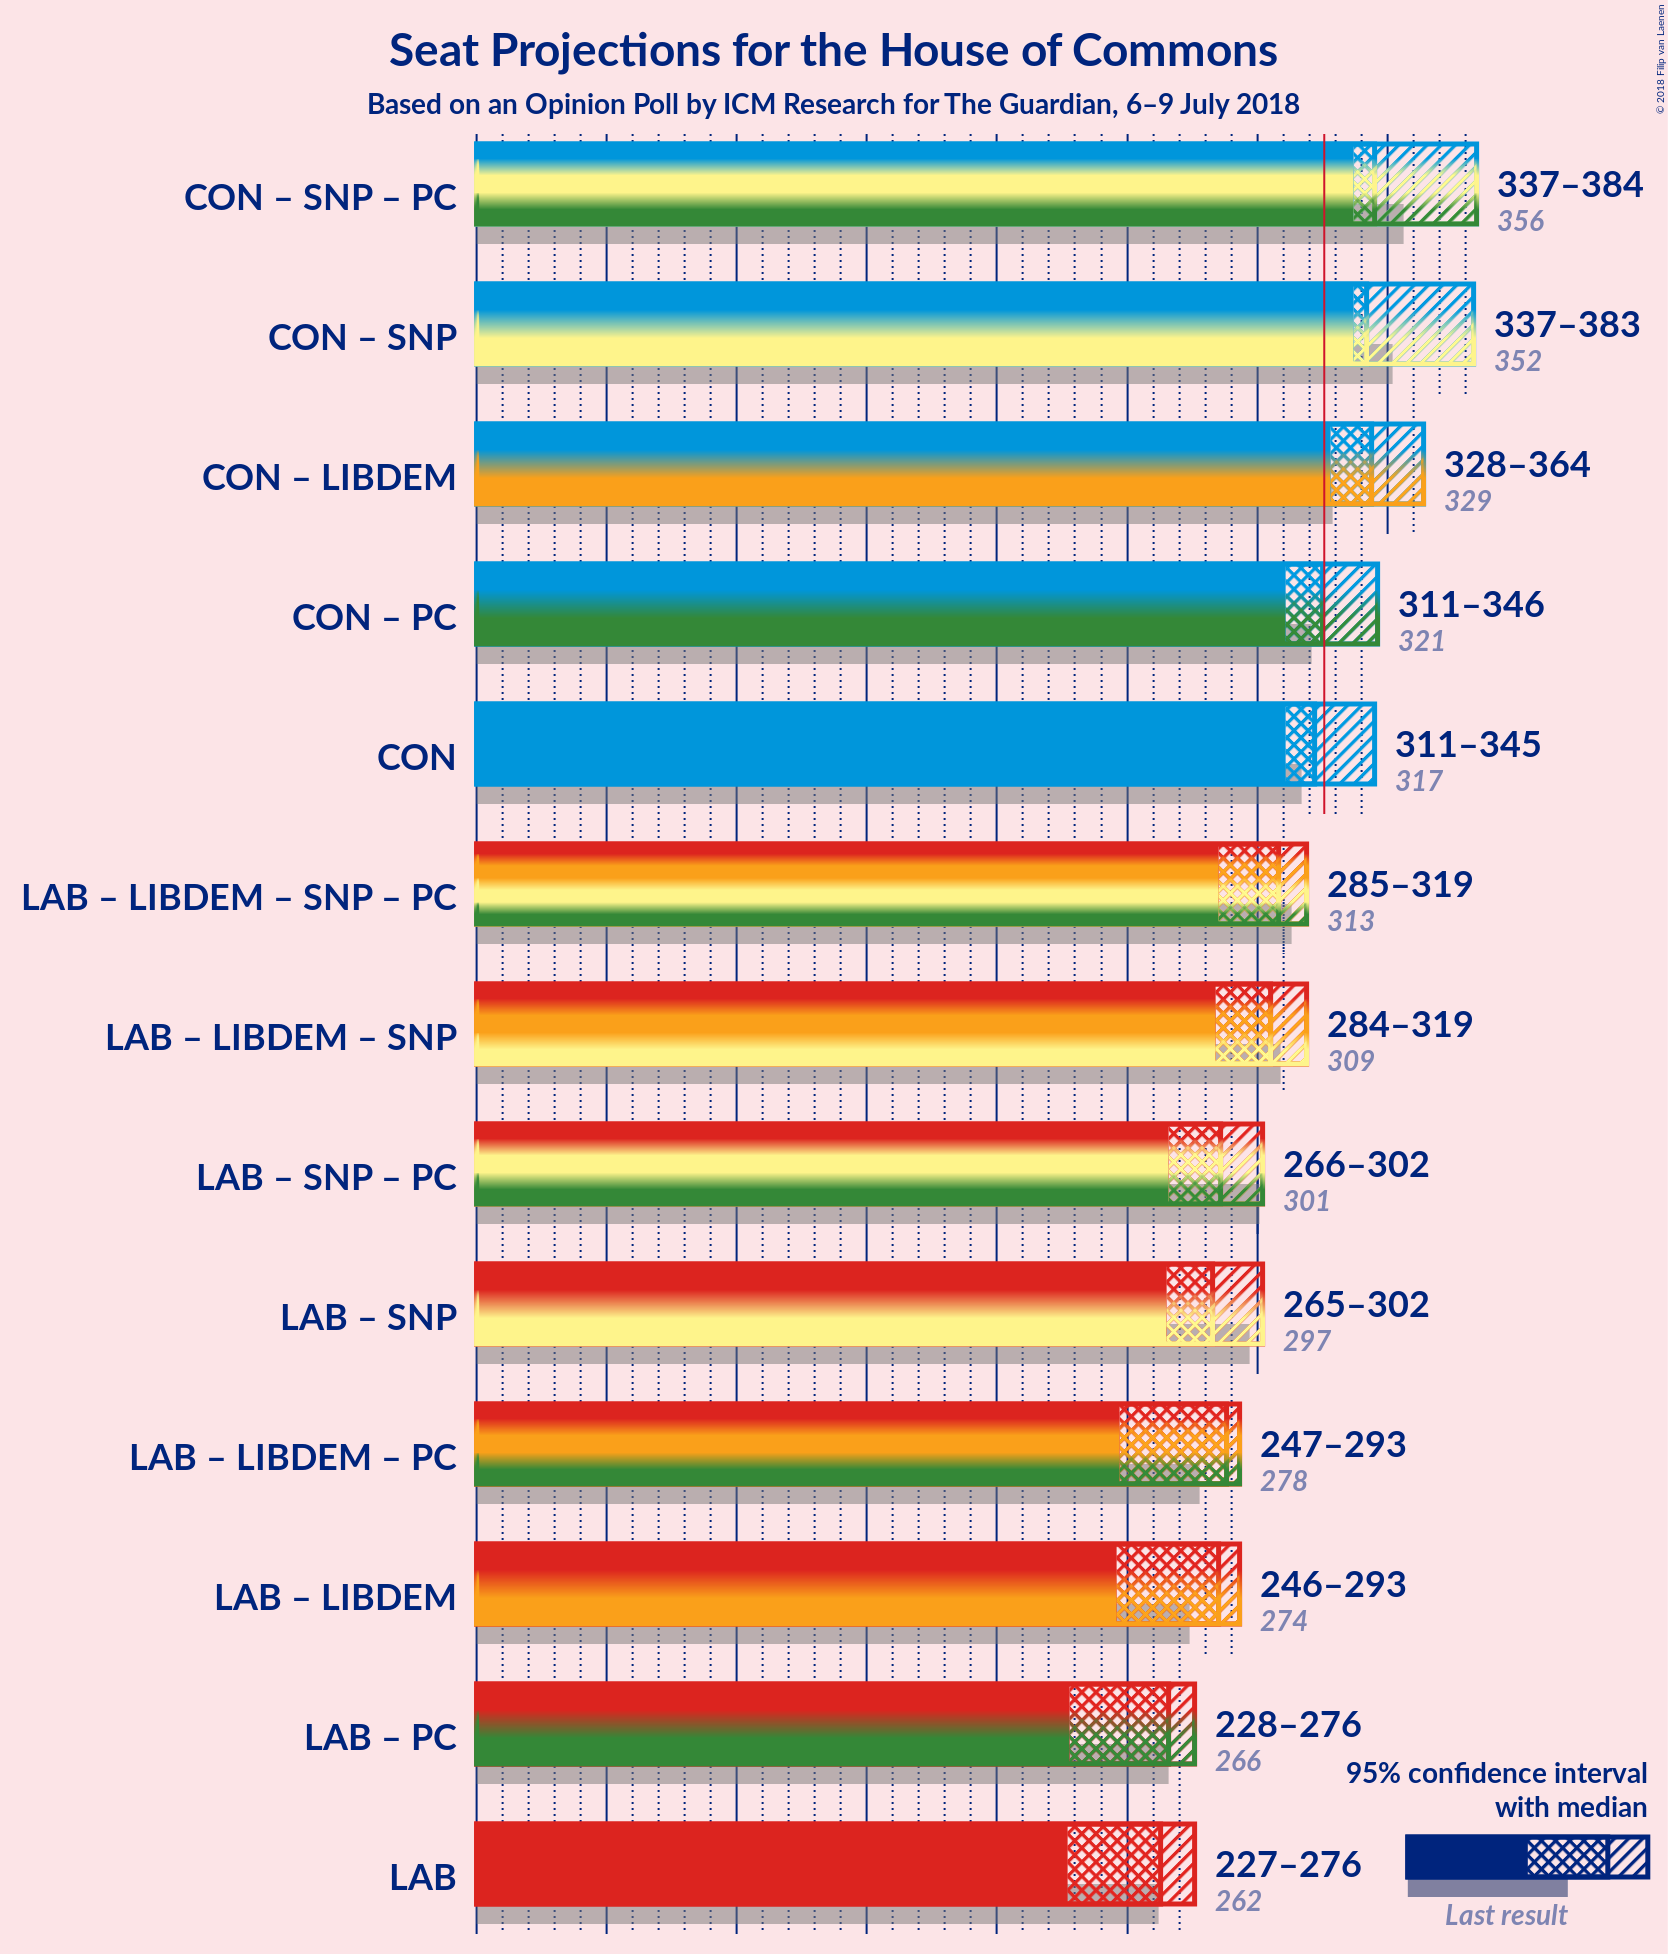 Seat Projections for the House of Commons
Based on an Opinion Poll by ICM Research for The Guardian, 6–9 July 2018
© 2018 Filip van Laenen
CON – SNP – PC
337–384
356
CON – SNP
337–383
352
CON – LIBDEM
328–364
329
CON – PC
311–346
321
CON
311–345
317
LAB – LIBDEM – SNP – PC
285–319
313
LAB – LIBDEM – SNP
284–319
309
LAB – SNP – PC
266–302
301
LAB – SNP
265–302
297
LAB – LIBDEM – PC
247–293
278
LAB – LIBDEM
246–293
274
LAB – PC
228–276
266
LAB
227–276
262
95% confidence interval
with median
Last result